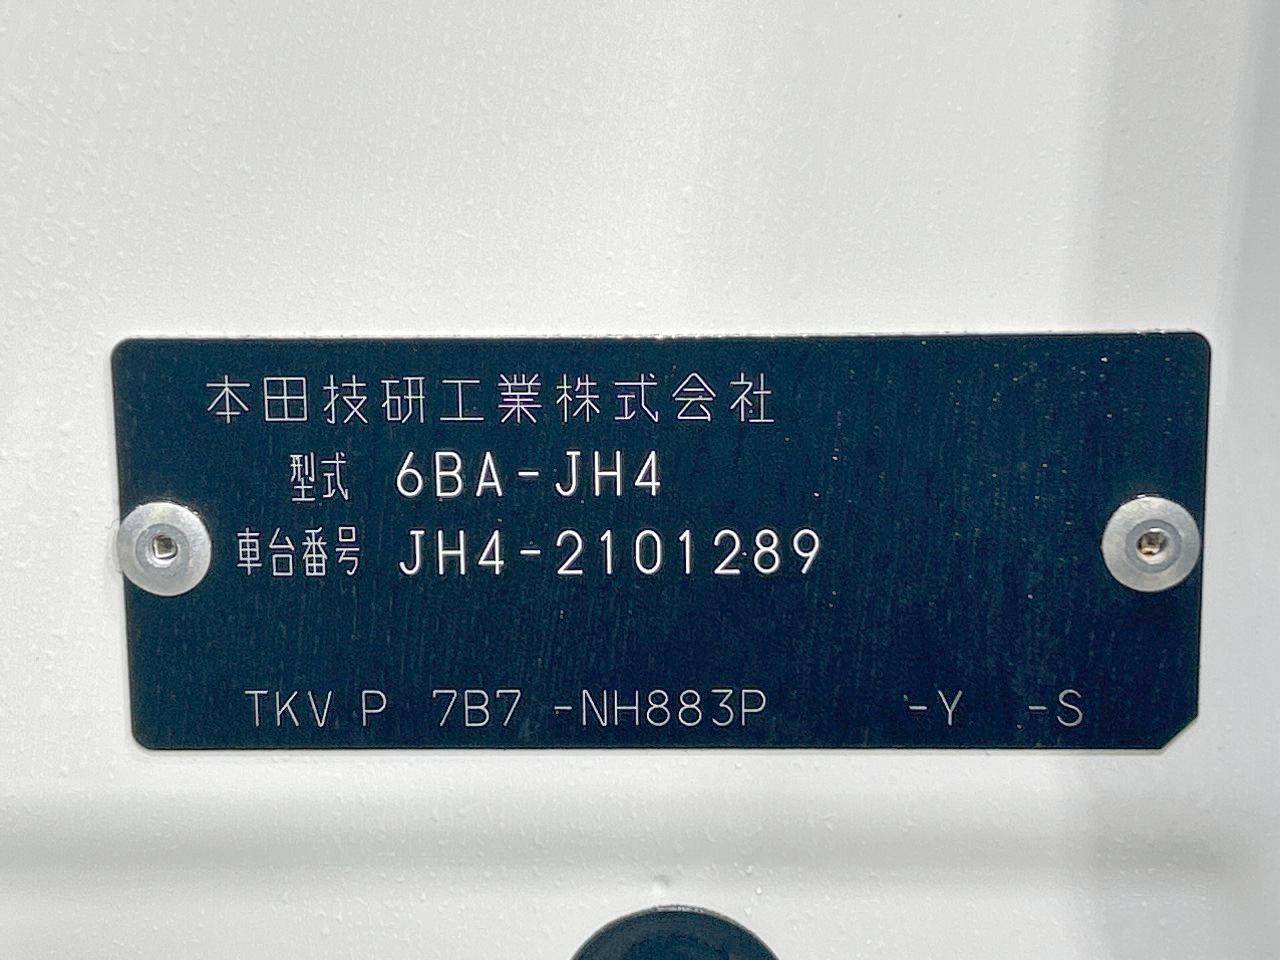 本田技研工業株式会社
型式 6BA-JH4
車台番号 JH4-2101289
TKV P 7B7 -NH883P -Y -S